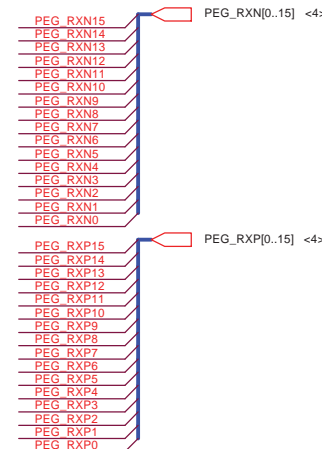 PEG_RXN[0..15] <4>
PEG_RXN15
PEG_RXN14
PEG_RXN13
PEG_RXN12
PEG_RXN11
PEG_RXN10
PEG_RXN9
PEG_RXN8
PEG_RXN7
PEG_RXN6
PEG_RXN5
PEG_RXN4
PEG_RXN3
PEG_RXN2
PEG_RXN1
PEG_RXN0
PEG_RXP[0..15] <4>
PEG_RXP15
PEG_RXP14
PEG_RXP13
PEG_RXP12
PEG_RXP11
PEG_RXP10
PEG_RXP9
PEG_RXP8
PEG_RXP7
PEG_RXP6
PEG_RXP5
PEG_RXP4
PEG_RXP3
PEG_RXP2
PEG_RXP1
PEG_RXP0